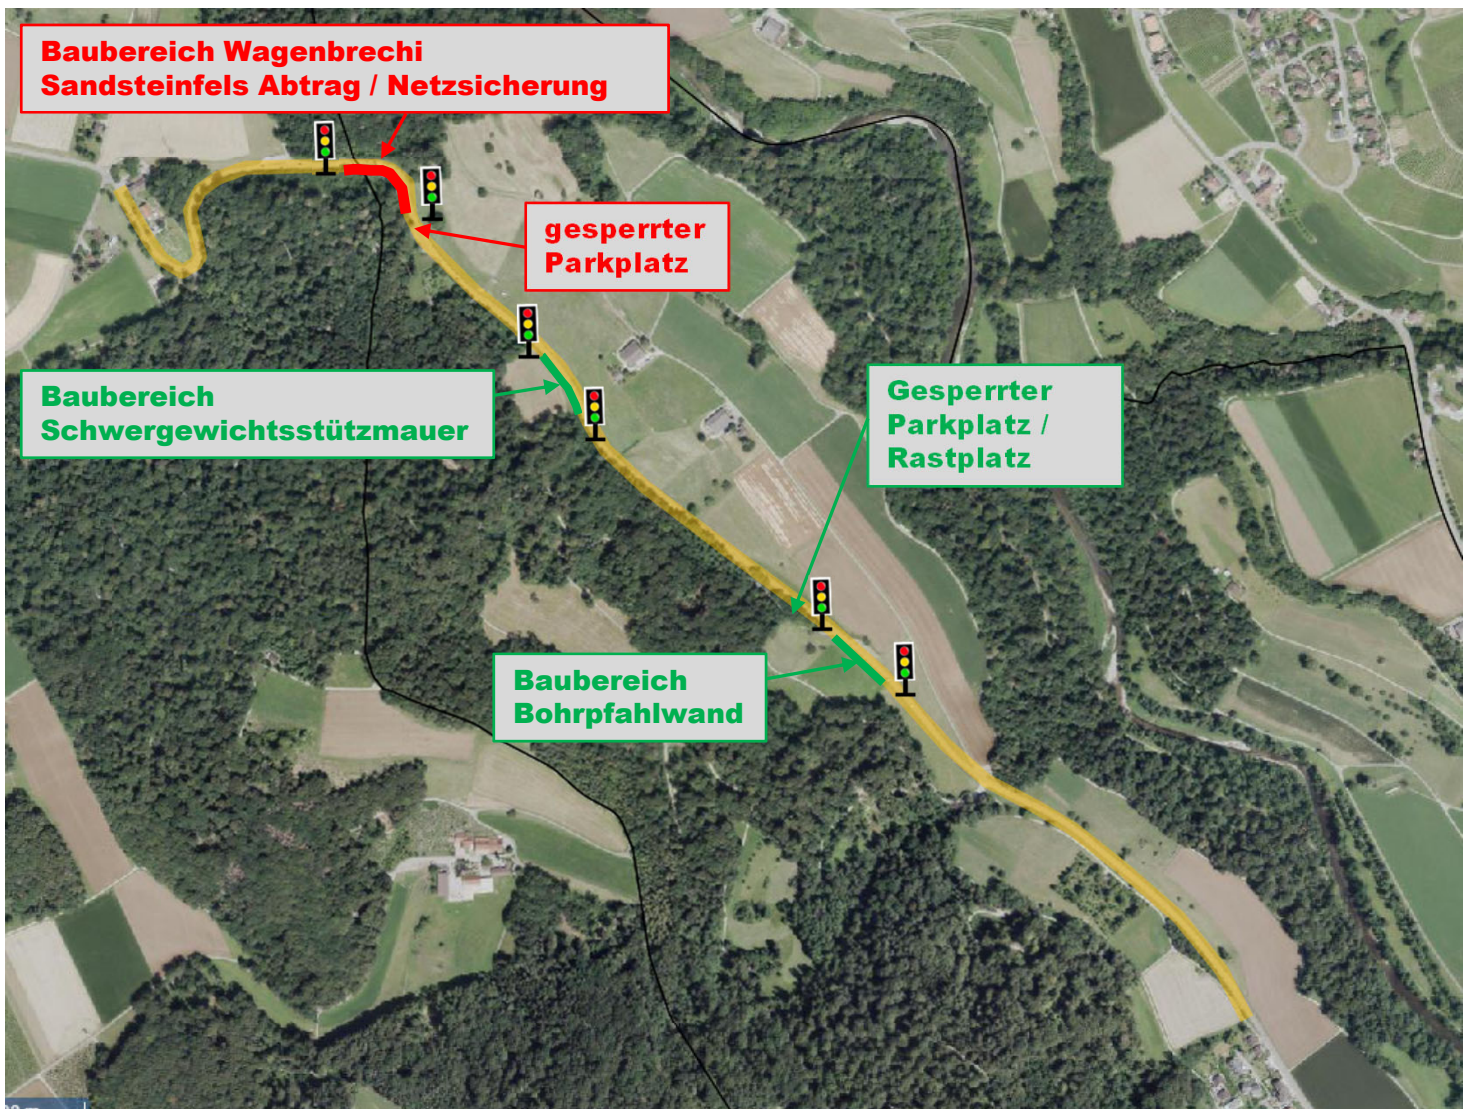 Baubereich Wagenbrechi
Sandsteinfels Abtrag / Netzsicherung
gesperrter
Parkplatz
Baubereich
Schwergewichtsstützmauer
Gesperrter
Parkplatz /
Rastplatz
Baubereich
Bohrpfahlwand